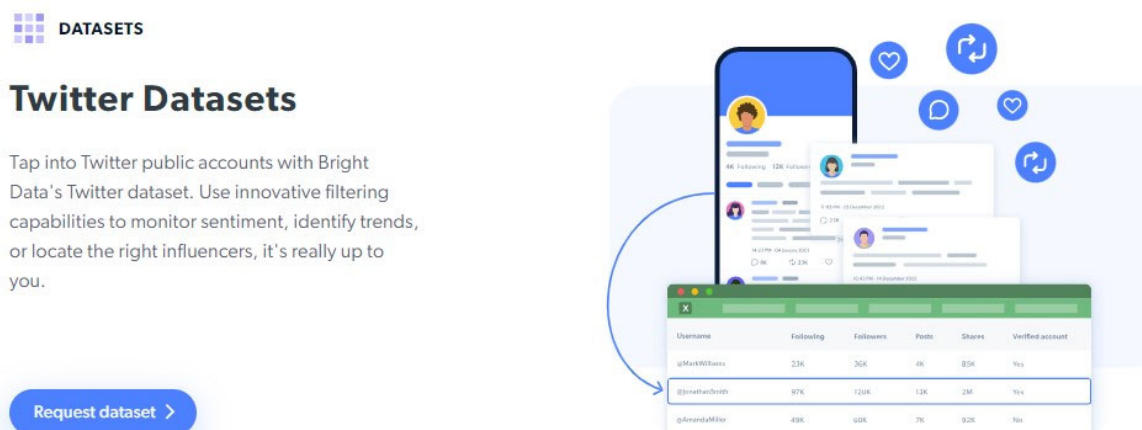 DATASETS
Twitter Datasets
Tap into Twitter public accounts with Bright
Data's Twitter dataset. Use innovative filtering
capabilities to monitor sentiment, identify trends,
or locate the right influencers, it's really up to
you.
Request dataset
4K Following 12K Followers
X
Username Following Followers Posts Shares Verified account
@MarkWilliams 23K 36K 4K 85K Yes
@JonathanSmith 97K 120K 13K 2M Yes
@AmandaMiller 49K 60K 7K 92K No